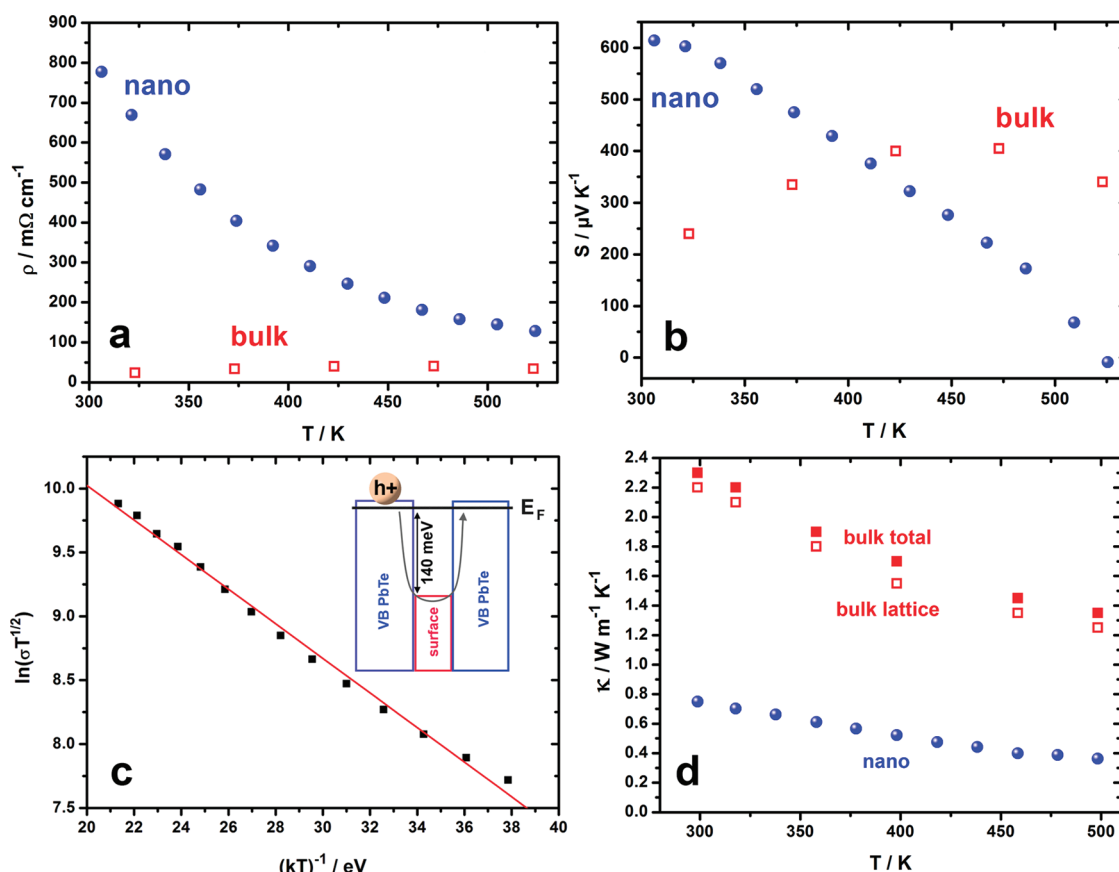 900
800
700
600
500
400
300
200
100
0
300
350
400
450
500
ρ / mΩ cm⁻¹
T / K
nano
bulk
a
600
500
400
300
200
100
0
300
350
400
450
500
S / µV K⁻¹
T / K
nano
bulk
b
10.0
9.5
9.0
8.5
8.0
7.5
20
22
24
26
28
30
32
34
36
38
40
ln(σT¹/²)
(kT)⁻¹ / eV
h+
E_F
140 meV
VB PbTe
surface
VB PbTe
c
2.4
2.2
2.0
1.8
1.6
1.4
1.2
1.0
0.8
0.6
0.4
0.2
0.0
300
350
400
450
500
κ / W m⁻¹ K⁻¹
T / K
bulk total
bulk lattice
nano
d